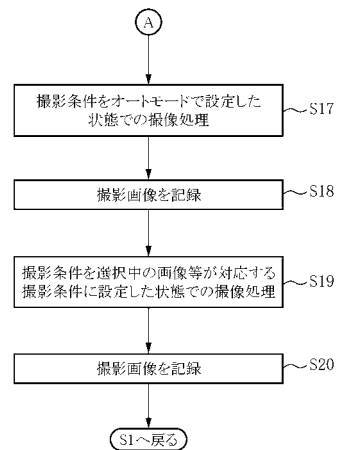 A
撮影条件をオートモードで設定した
状態での撮像処理
S17
撮影画像を記録
S18
撮影条件を選択中の画像等が対応する
撮影条件に設定した状態での撮像処理
S19
撮影画像を記録
S20
S1へ戻る